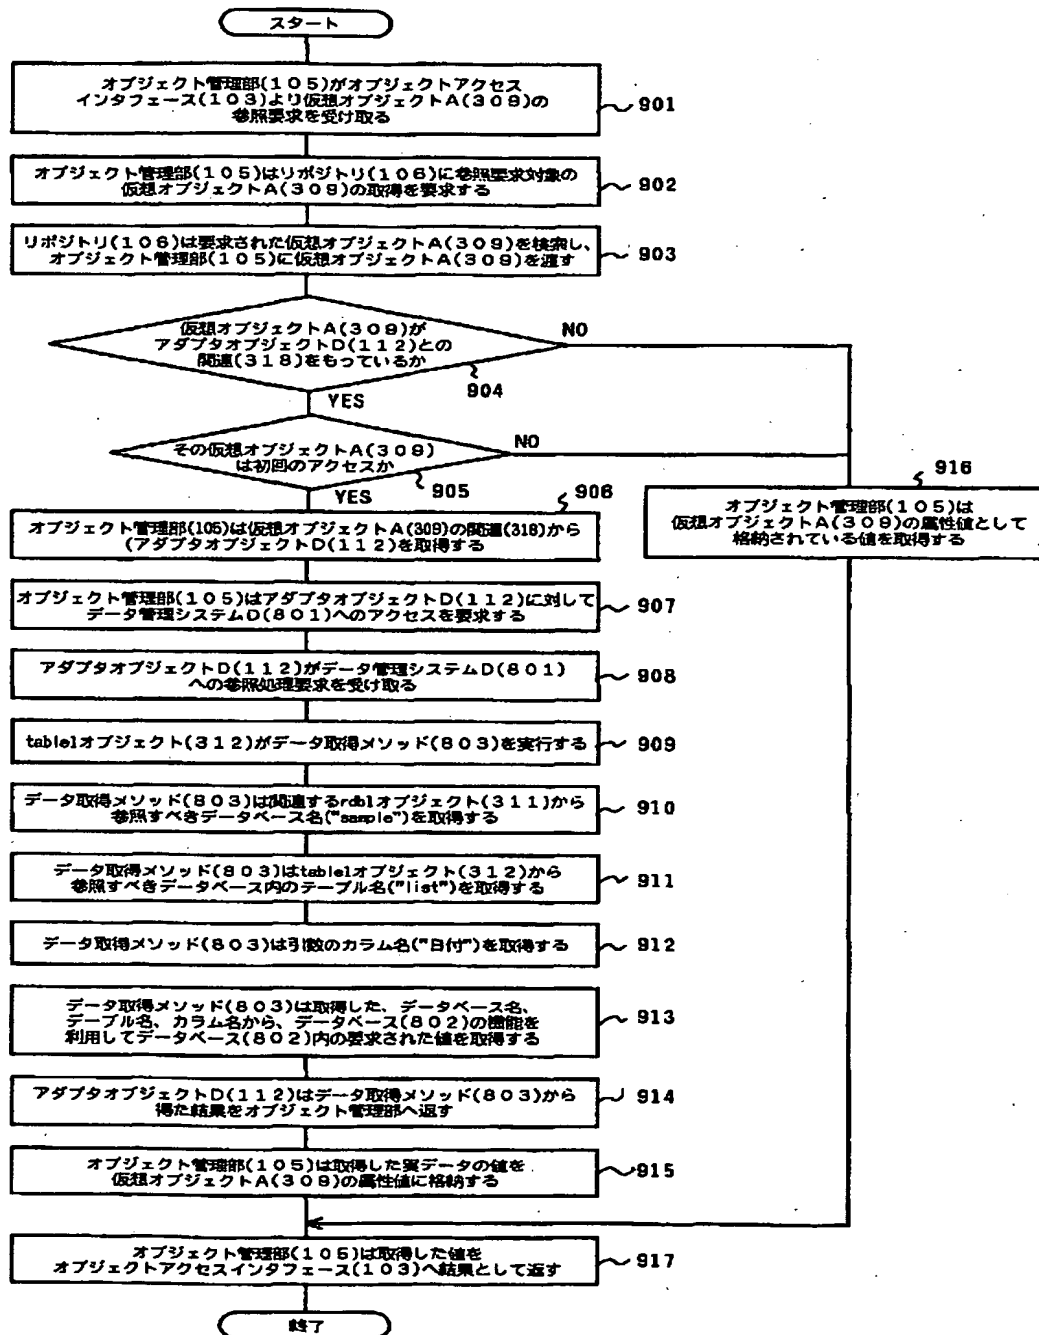 スタート
オブジェクト管理部(105)がオブジェクトアクセス
インタフェース(103)より仮想オブジェクトA(309)の
参照要求を受け取る
901
オブジェクト管理部(105)はリポジトリ(106)に参照要求対象の
仮想オブジェクトA(309)の取得を要求する
902
リポジトリ(106)は要求された仮想オブジェクトA(309)を検索し、
オブジェクト管理部(105)に仮想オブジェクトA(309)を渡す
903
仮想オブジェクトA(309)が
アダプタオブジェクトD(112)との
関連(318)をもっているか
NO
904
YES
その仮想オブジェクトA(309)
は初回のアクセスか
NO
905
YES
906
オブジェクト管理部(105)は仮想オブジェクトA(309)の関連(318)から
(アダプタオブジェクトD(112)を取得する
916
オブジェクト管理部(105)は
仮想オブジェクトA(309)の属性値として
格納されている値を取得する
オブジェクト管理部(105)はアダプタオブジェクトD(112)に対して
データ管理システムD(801)へのアクセスを要求する
907
アダプタオブジェクトD(112)がデータ管理システムD(801)
への参照処理要求を受け取る
908
table1オブジェクト(312)がデータ取得メソッド(803)を実行する
909
データ取得メソッド(803)は関連するrdb1オブジェクト(311)から
参照すべきデータベース名("sample")を取得する
910
データ取得メソッド(803)はtable1オブジェクト(312)から
参照すべきデータベース内のテーブル名("list")を取得する
911
データ取得メソッド(803)は引数のカラム名("日付")を取得する
912
データ取得メソッド(803)は取得した、データベース名、
テーブル名、カラム名から、データベース(802)の機能を
利用してデータベース(802)内の要求された値を取得する
913
アダプタオブジェクトD(112)はデータ取得メソッド(803)から
得た結果をオブジェクト管理部へ返す
914
オブジェクト管理部(105)は取得した実データの値を
仮想オブジェクトA(309)の属性値に格納する
915
オブジェクト管理部(105)は取得した値を
オブジェクトアクセスインタフェース(103)へ結果として返す
917
終了